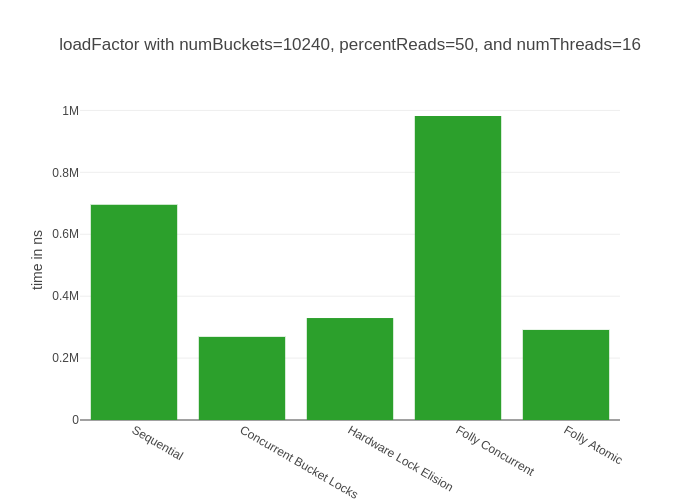 loadFactor with numBuckets=10240, percentReads=50, and numThreads=16
1M
0.8M
0.6M
0.4M
0.2M
0
time in ns
Sequential
Concurrent Bucket Locks
Hardware Lock Elision
Folly Concurrent
Folly Atomic